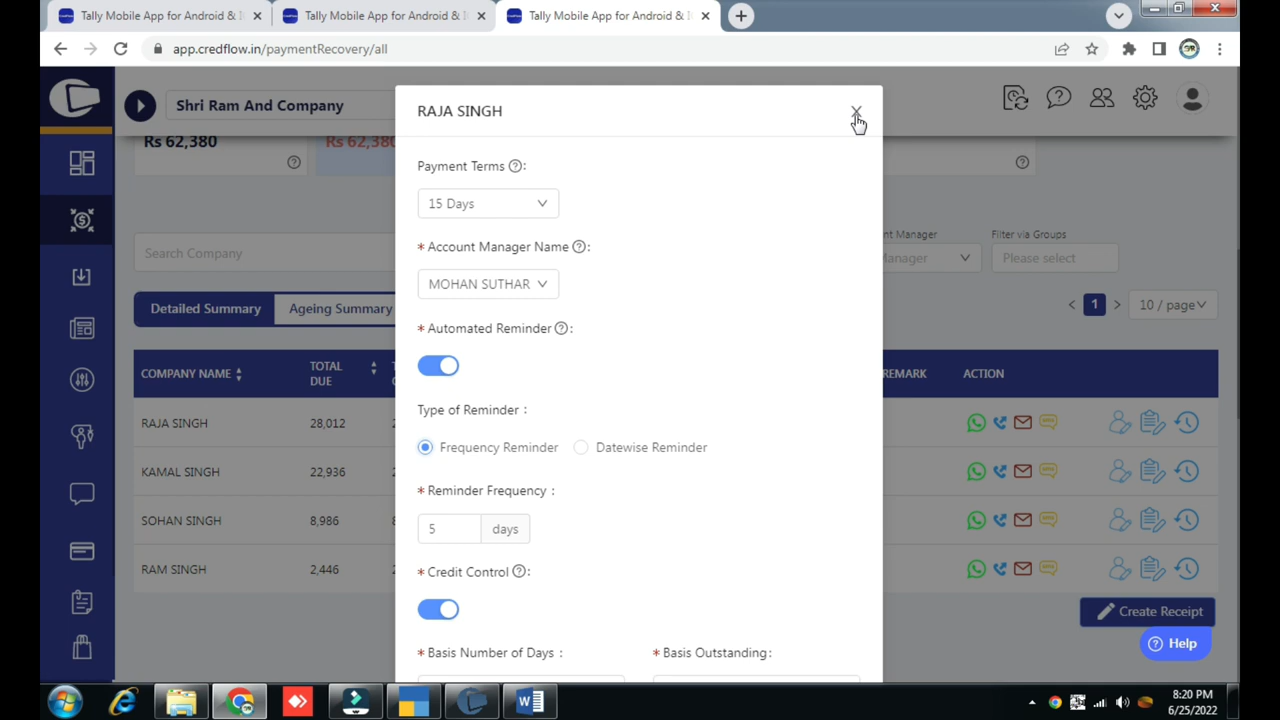 Tally Mobile App for Android & I
Tally Mobile App for Android & I
Tally Mobile App for Android & I
app.credflow.in/paymentRecovery/all
Shri Ram And Company
Rs 62,380
Rs 62,380
RAJA SINGH
Payment Terms ? :
15 Days
* Account Manager Name ? :
MOHAN SUTHAR
* Automated Reminder ? :
Type of Reminder :
Frequency Reminder
Datewise Reminder
* Reminder Frequency :
5 days
* Credit Control ? :
* Basis Number of Days :
* Basis Outstanding:
Filter via Groups
Search Company
Manager
Please select
Detailed Summary
Ageing Summary
1
10 / page
COMPANY NAME
TOTAL DUE
REMARK
ACTION
RAJA SINGH 28,012
KAMAL SINGH 22,936
SOHAN SINGH 8,986
RAM SINGH 2,446
Create Receipt
? Help
8:20 PM
6/25/2022